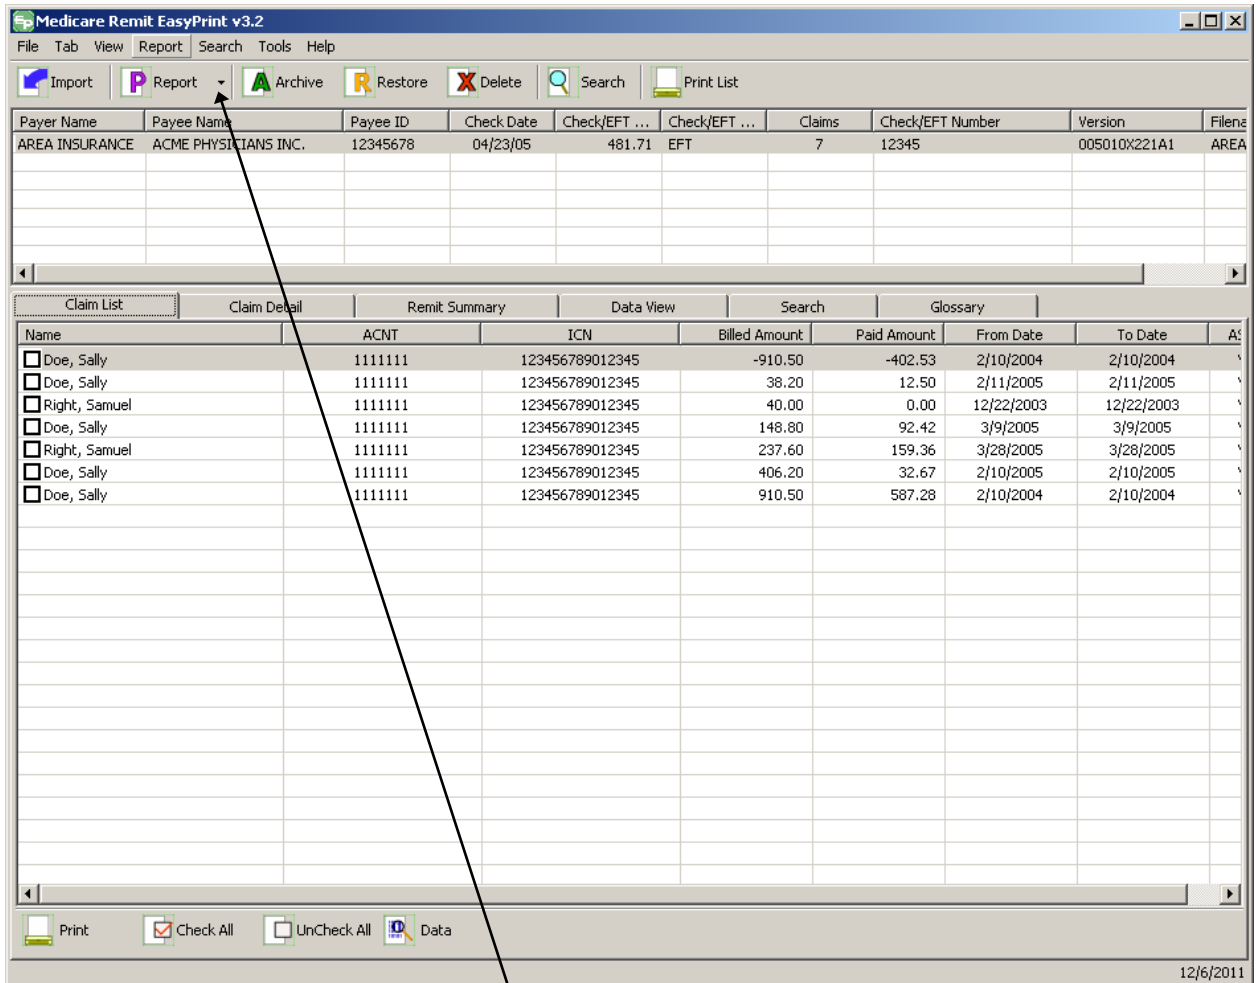 Medicare Remit EasyPrint v3.2
File Tab View Report Search Tools Help
Import Report Archive Restore Delete Search Print List
Payer Name Payee Name Payee ID Check Date Check/EFT ... Check/EFT ... Claims Check/EFT Number Version Filena
AREA INSURANCE ACME PHYSICIANS INC. 12345678 04/23/05 481.71 EFT 7 12345 005010X221A1 AREA
Claim List Claim Detail Remit Summary Data View Search Glossary
Name ACNT ICN Billed Amount Paid Amount From Date To Date AS
Doe, Sally 1111111 123456789012345 -910.50 -402.53 2/10/2004 2/10/2004
Doe, Sally 1111111 123456789012345 38.20 12.50 2/11/2005 2/11/2005
Right, Samuel 1111111 123456789012345 40.00 0.00 12/22/2003 12/22/2003
Doe, Sally 1111111 123456789012345 148.80 92.42 3/9/2005 3/9/2005
Right, Samuel 1111111 123456789012345 237.60 159.36 3/28/2005 3/28/2005
Doe, Sally 1111111 123456789012345 406.20 32.67 2/10/2005 2/10/2005
Doe, Sally 1111111 123456789012345 910.50 587.28 2/10/2004 2/10/2004
Print Check All UnCheck All Data
12/6/2011